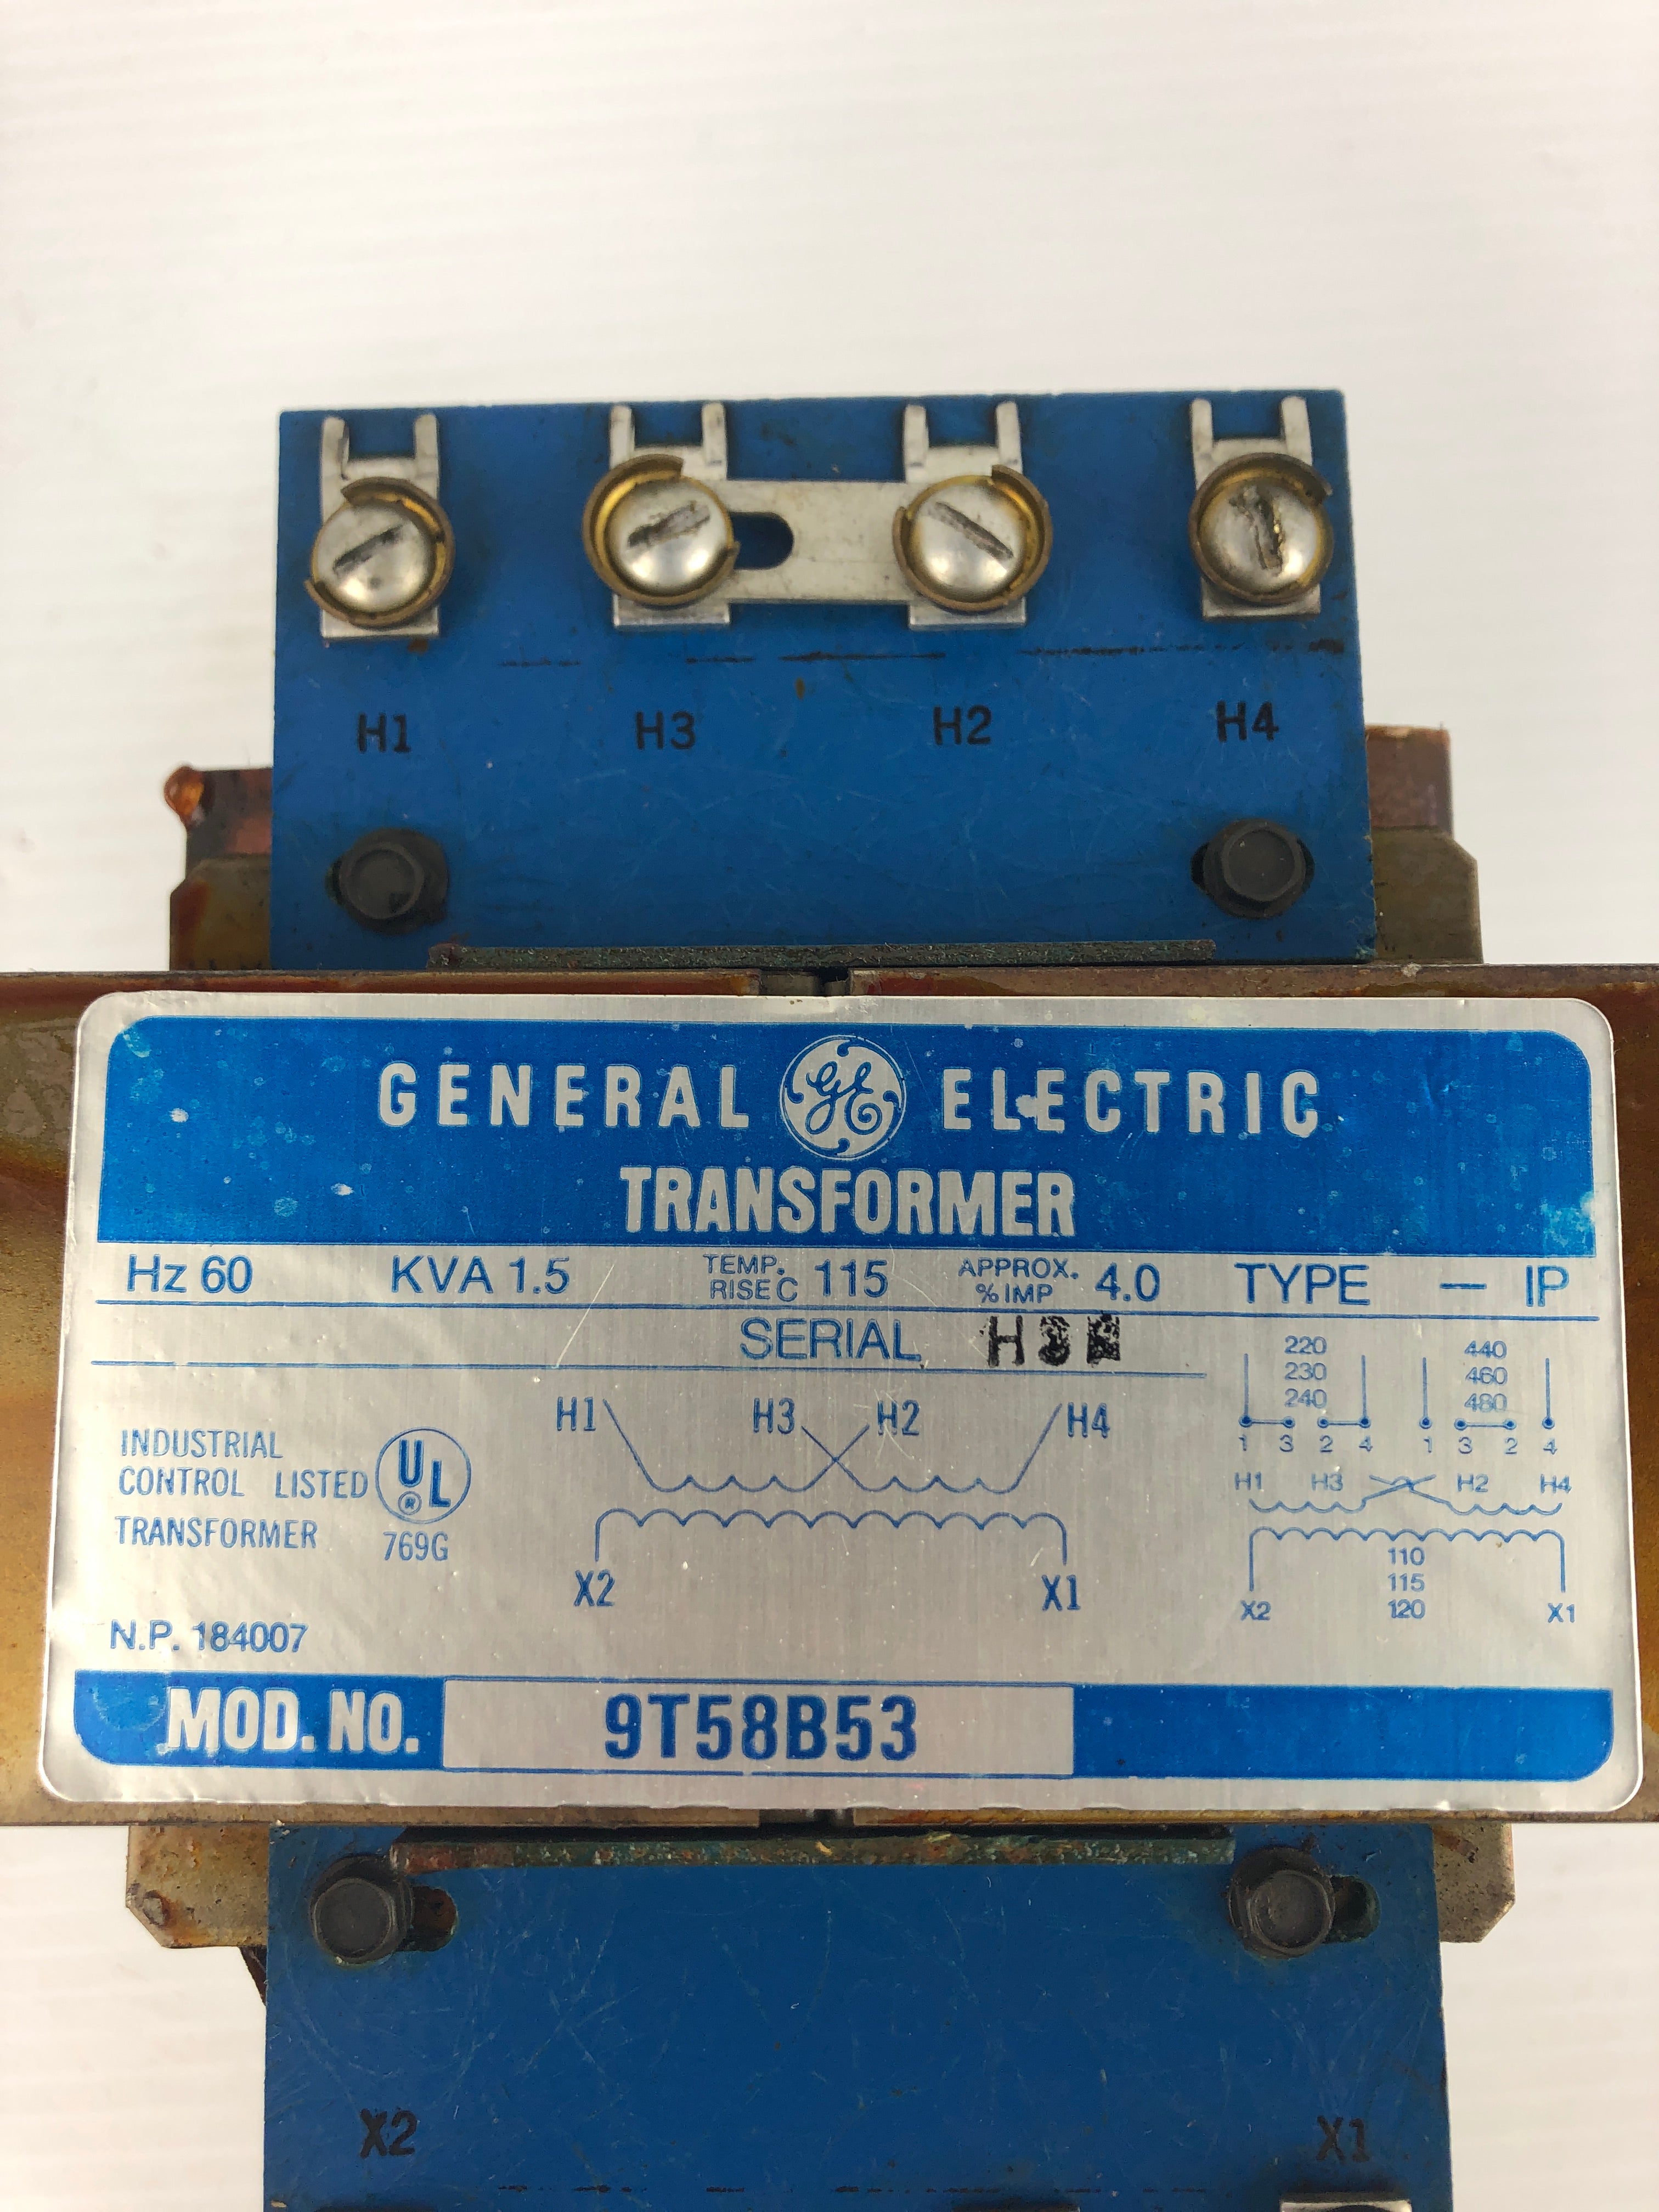 H1 H3 H2 H4
GENERAL GE ELECTRIC
TRANSFORMER
Hz 60 KVA 1.5 TEMP. RISE C 115 APPROX. % IMP 4.0 TYPE — IP
SERIAL H
INDUSTRIAL
CONTROL LISTED
TRANSFORMER
UL
®
769G
N.P. 184007
H1 H3 H2 H4
X2 X1
220 440
230 460
240 480
1 3 2 4 1 3 2 4
H1 H3 H2 H4
110
115
X2 120 X1
MOD. NO. 9T58B53
X2 X1